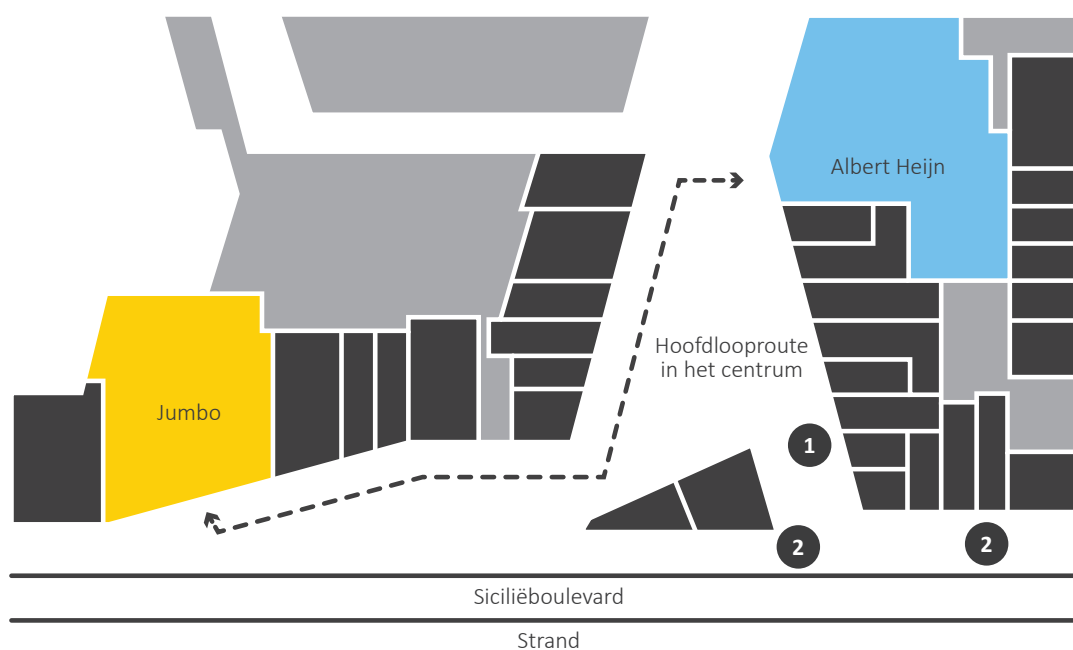 Albert Heijn
Hoofdlooproute
in het centrum
Jumbo
1
2
2
Siciliëboulevard
Strand